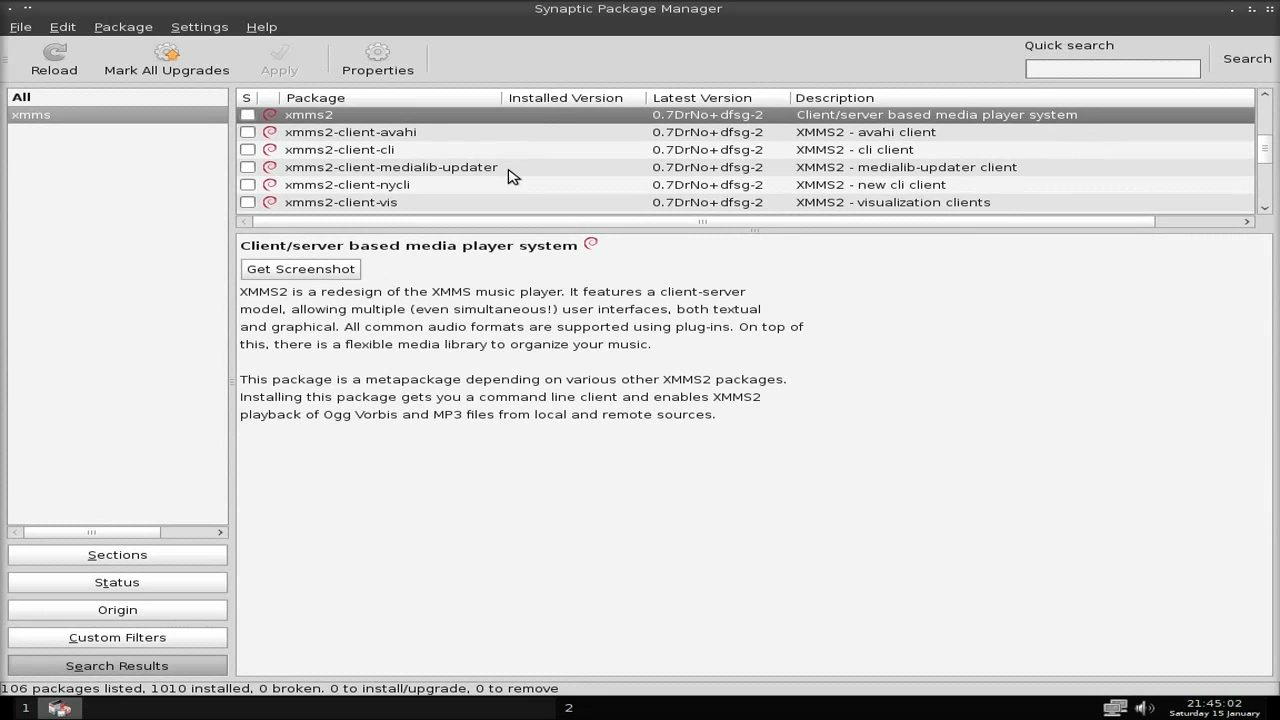 Synaptic Package Manager
File Edit Package Settings Help
Reload Mark All Upgrades Apply Properties Quick search Search
All
xmms
S Package Installed Version Latest Version Description
xmms2 0.7DrNo+dfsg-2 Client/server based media player system
xmms2-client-avahi 0.7DrNo+dfsg-2 XMMS2 - avahi client
xmms2-client-cli 0.7DrNo+dfsg-2 XMMS2 - cli client
xmms2-client-medialib-updater 0.7DrNo+dfsg-2 XMMS2 - medialib-updater client
xmms2-client-nycli 0.7DrNo+dfsg-2 XMMS2 - new cli client
xmms2-client-vis 0.7DrNo+dfsg-2 XMMS2 - visualization clients
Client/server based media player system
Get Screenshot
XMMS2 is a redesign of the XMMS music player. It features a client-server
model, allowing multiple (even simultaneous!) user interfaces, both textual
and graphical. All common audio formats are supported using plug-ins. On top of
this, there is a flexible media library to organize your music.
This package is a metapackage depending on various other XMMS2 packages.
Installing this package gets you a command line client and enables XMMS2
playback of Ogg Vorbis and MP3 files from local and remote sources.
Sections
Status
Origin
Custom Filters
Search Results
106 packages listed, 1010 installed, 0 broken. 0 to install/upgrade, 0 to remove
1 2 21:45:02
Saturday 15 January